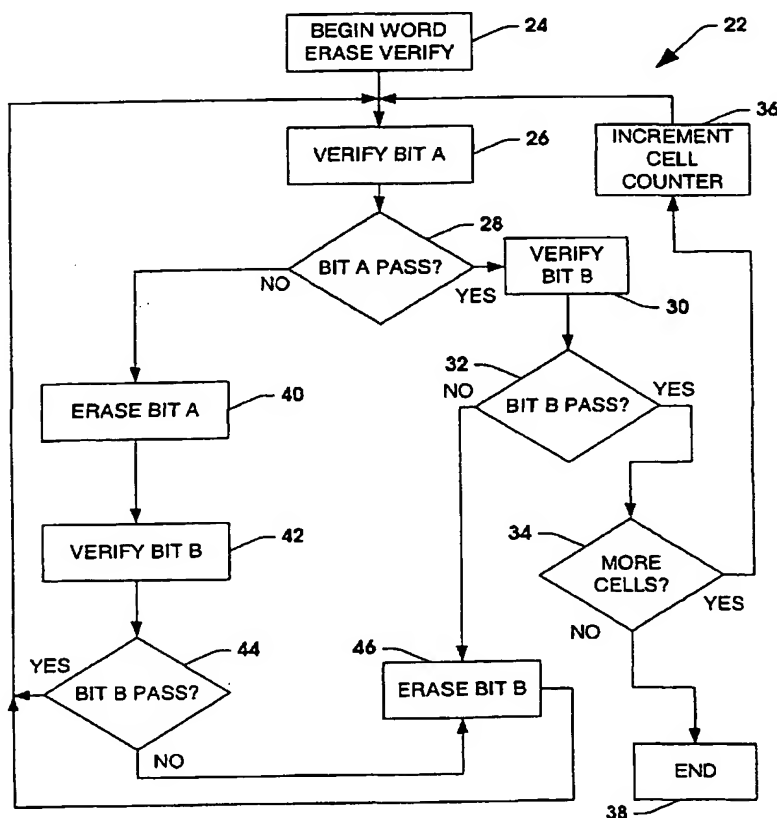 BEGIN WORD
ERASE VERIFY
24
22
VERIFY BIT A
26
INCREMENT
CELL
COUNTER
36
BIT A PASS?
28
NO
YES
VERIFY
BIT B
30
ERASE BIT A
40
32
NO
YES
BIT B PASS?
VERIFY BIT B
42
34
MORE
CELLS?
YES
NO
YES
44
BIT B PASS?
NO
46
ERASE BIT B
END
38